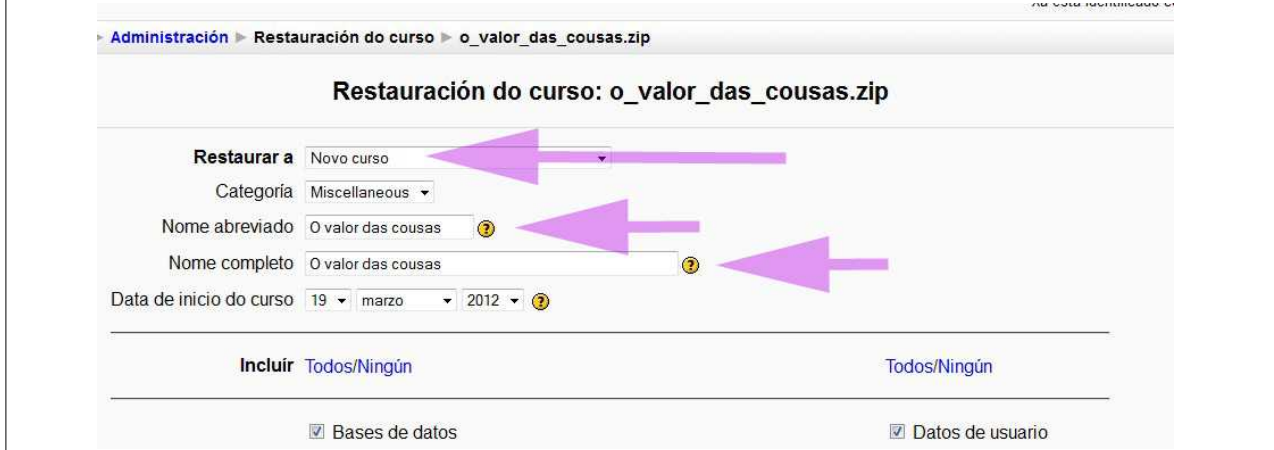 Administración ► Restauración do curso ► o_valor_das_cousas.zip
Restauración do curso: o_valor_das_cousas.zip
Restaurar a Novo curso
Categoría Miscellaneous
Nome abreviado O valor das cousas ?
Nome completo O valor das cousas ?
Data de inicio do curso 19 marzo 2012 ?
Incluír Todos/Ningún Todos/Ningún
Bases de datos Datos de usuario